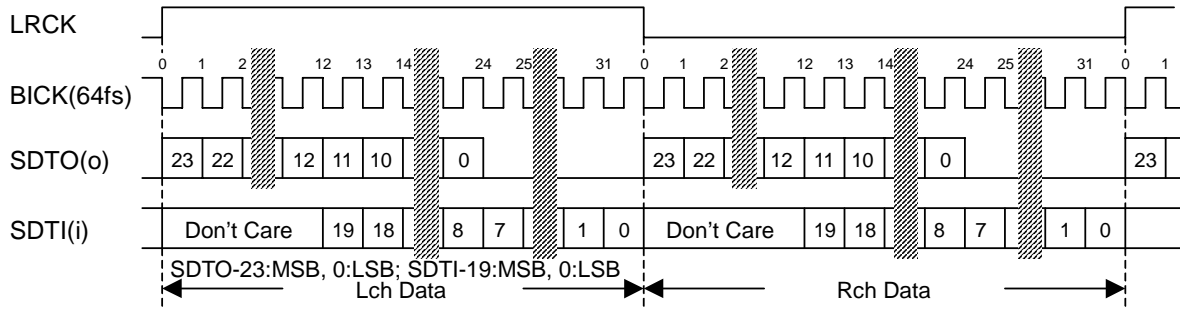 LRCK
0 1 2 12 13 14 24 25 31 0 1 2 12 13 14 24 25 31 0 1
BICK(64fs)
SDTO(o) 23 22 12 11 10 0 23 22 12 11 10 0 23
SDTI(i) Don't Care 19 18 8 7 1 0 Don't Care 19 18 8 7 1 0
SDTO-23:MSB, 0:LSB; SDTI-19:MSB, 0:LSB
Lch Data Rch Data